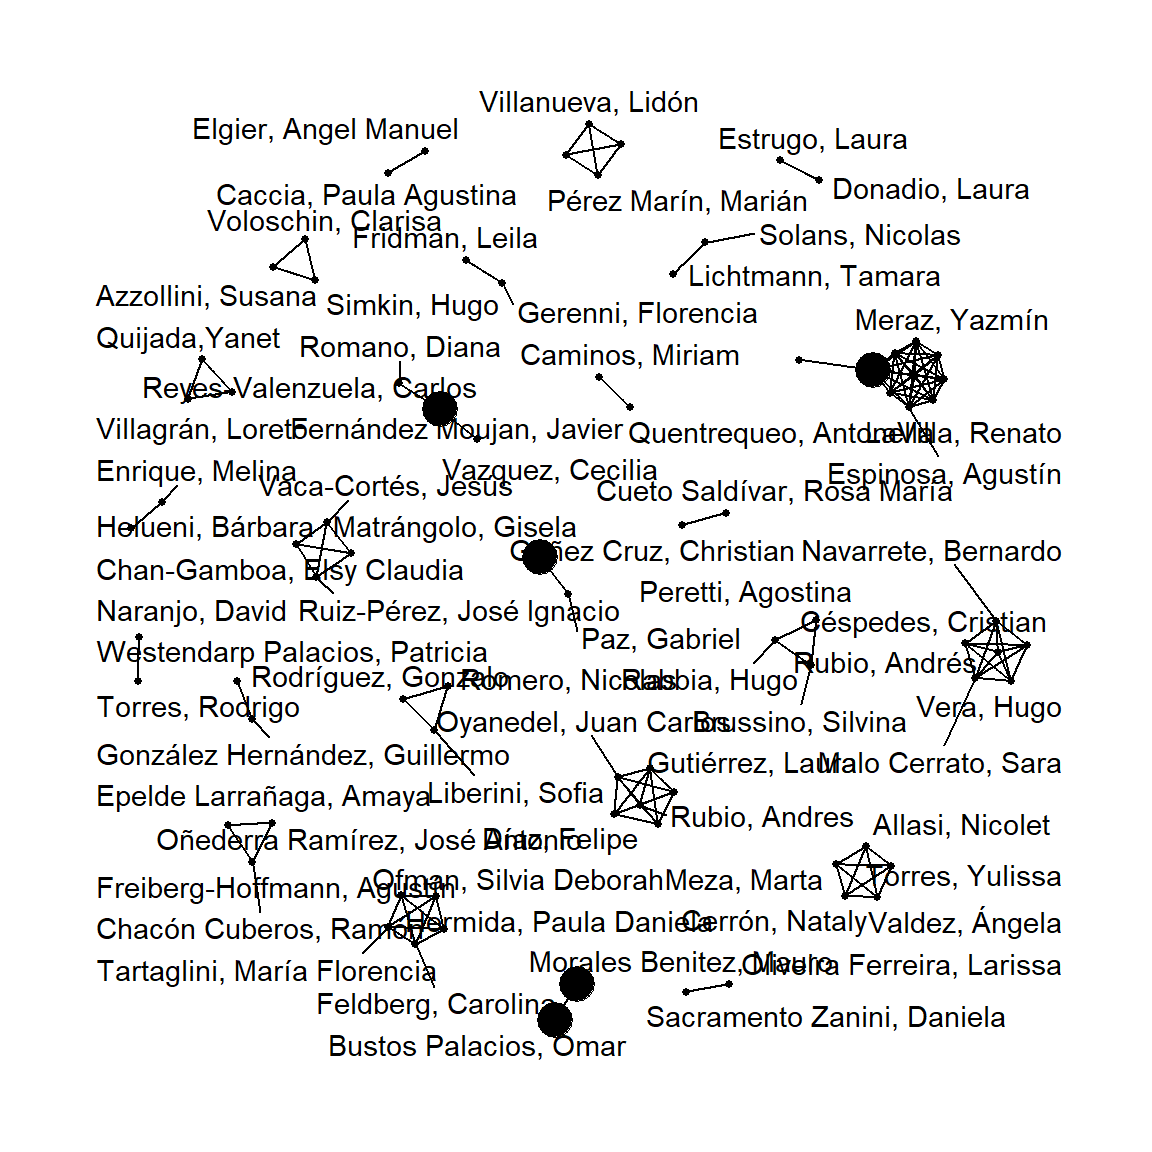 Villanueva, Lidón
Elgier, Angel Manuel
Estrugo, Laura
Donadio, Laura
Caccia, Paula Agustina
Pérez Marín, Marián
Voloschin, Clarisa
Fridman, Leila
Solans, Nicolas
Lichtmann, Tamara
Azzollini, Susana
Simkin, Hugo
Gerenni, Florencia
Meraz, Yazmín
Quijada,Yanet
Romano, Diana
Caminos, Miriam
Reyes-Valenzuela, Carlos
Villagrán, Loreto
Fernández Moujan, Javier
Quentrequeo, Antonella
LaVilla, Renato
Enrique, Melina
Vazquez, Cecilia
Espinosa, Agustín
Vaca-Cortés, Jesús
Cueto Saldívar, Rosa María
Helueni, Bárbara
Matrángolo, Gisela
Cruz, Christian
Navarrete, Bernardo
Chan-Gamboa, Elsy Claudia
Peretti, Agostina
Naranjo, David
Ruiz-Pérez, José Ignacio
Céspedes, Cristian
Paz, Gabriel
Westendarp Palacios, Patricia
Rubio, Andrés
Rodríguez, Gonzalo
Romero, Nicolas
Rabbia, Hugo
Torres, Rodrigo
Vera, Hugo
Oyanedel, Juan Carlos
Brussino, Silvina
González Hernández, Guillermo
Gutiérrez, Laura
Malo Cerrato, Sara
Epelde Larrañaga, Amaya
Liberini, Sofia
Rubio, Andres
Allasi, Nicolet
Oñederra Ramírez, José Antonio
Díaz, Felipe
Torres, Yulissa
Freiberg-Hoffmann, Agustin
Ofman, Silvia Deborah
Meza, Marta
Chacón Cuberos, Ramón
Hermida, Paula Daniela
Cerrón, Nataly
Valdez, Ángela
Tartaglini, María Florencia
Morales Benitez, Mauro
Oliveira Ferreira, Larissa
Feldberg, Carolina
Sacramento Zanini, Daniela
Bustos Palacios, Omar